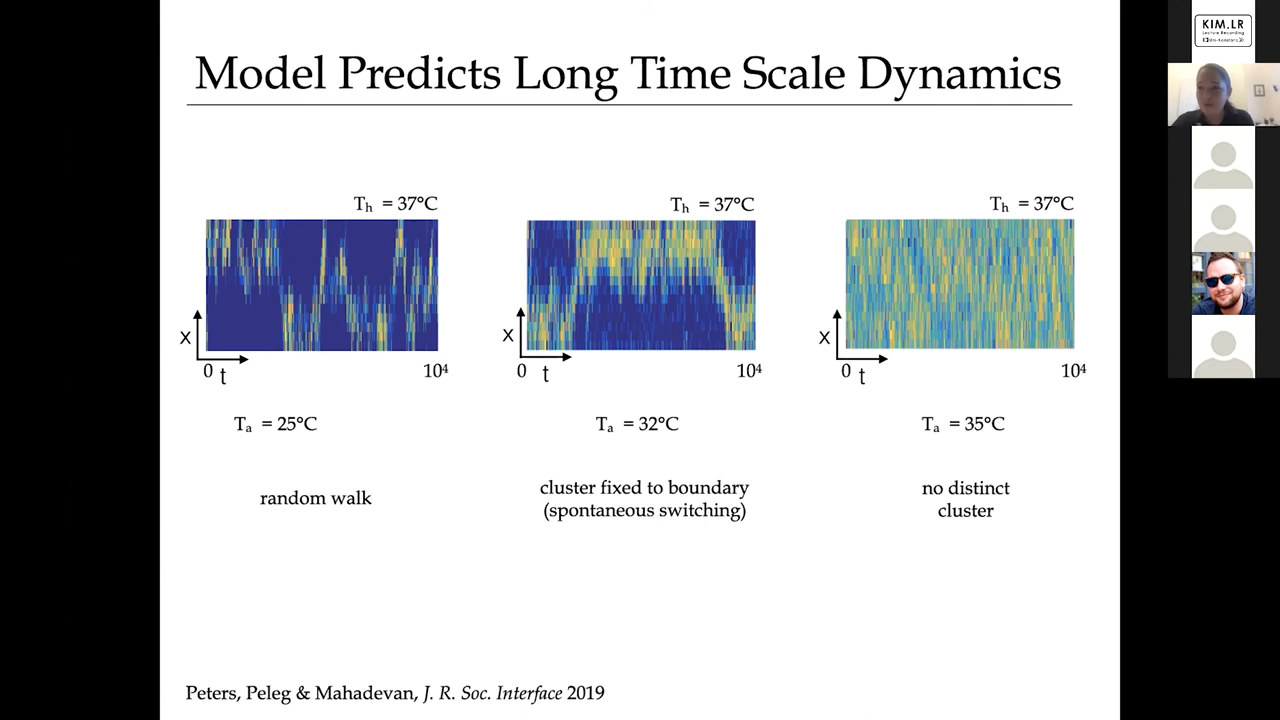 Model Predicts Long Time Scale Dynamics
Tₕ = 37°C
Tₕ = 37°C
Tₕ = 37°C
x
0
t
10⁴
x
0
t
10⁴
x
0
t
10⁴
Tₐ = 25°C
Tₐ = 32°C
Tₐ = 35°C
random walk
cluster fixed to boundary
(spontaneous switching)
no distinct
cluster
Peters, Peleg & Mahadevan, J. R. Soc. Interface 2019
KIM.LR
Lecture Recording